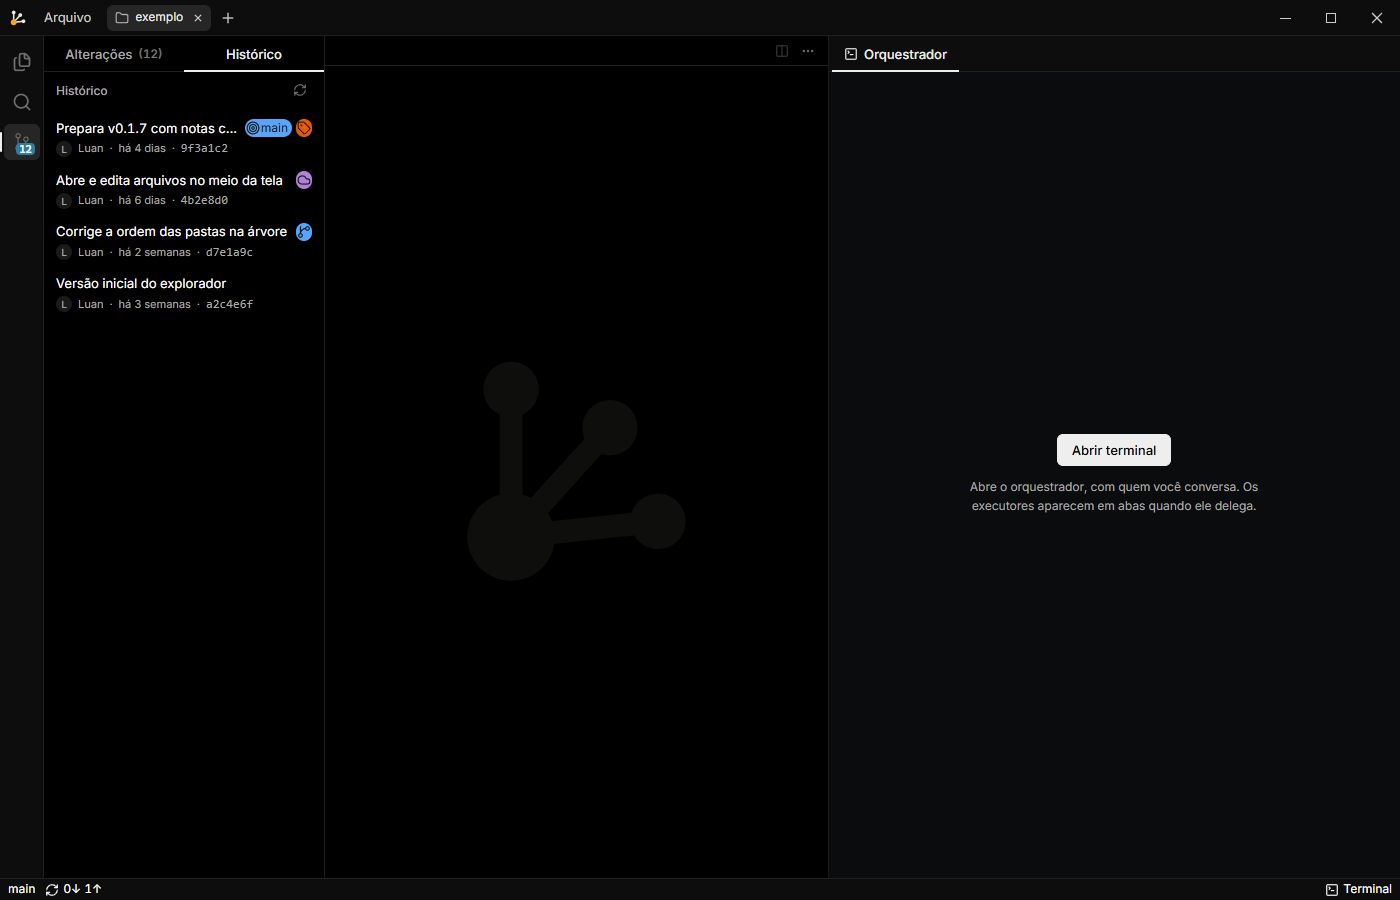 Arquivo
exemplo
Alterações (12)
Histórico
Orquestrador
Histórico
Prepara v0.1.7 com notas c... main
L Luan · há 4 dias · 9f3a1c2
12
Abre e edita arquivos no meio da tela
L Luan · há 6 dias · 4b2e8d0
Corrige a ordem das pastas na árvore
L Luan · há 2 semanas · d7e1a9c
Versão inicial do explorador
L Luan · há 3 semanas · a2c4e6f
Abrir terminal
Abre o orquestrador, com quem você conversa. Os
executores aparecem em abas quando ele delega.
main 0↓ 1↑
Terminal